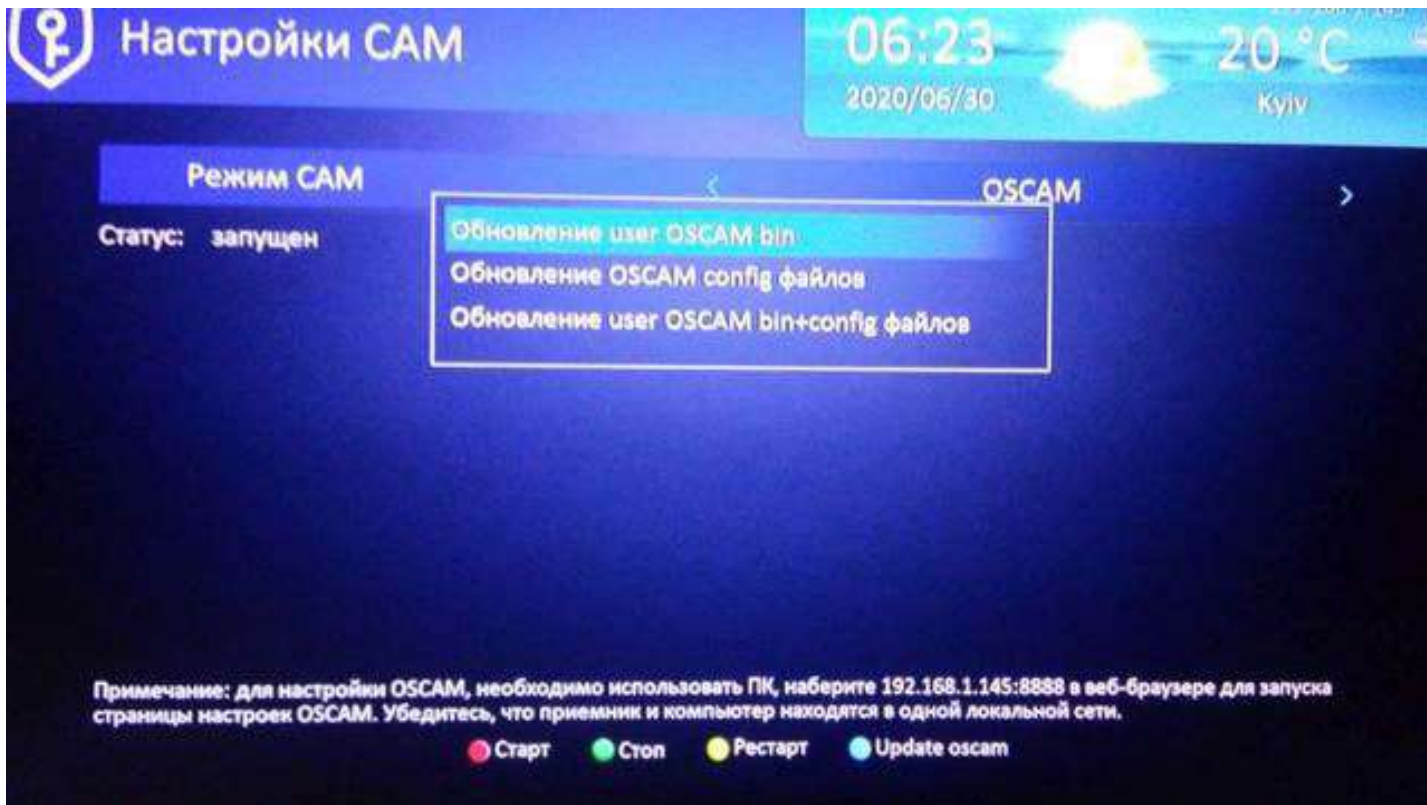 Настройки CAM
06:23
20 °C
2020/06/30
Kyiv
Режим CAM
< OSCAM >
Статус: запущен
Обновление user OSCAM bin
Обновление OSCAM config файлов
Обновление user OSCAM bin+config файлов
Примечание: для настройки OSCAM, необходимо использовать ПК, наберите 192.168.1.145:8888 в веб-браузере для запуска
страницы настроек OSCAM. Убедитесь, что приемник и компьютер находятся в одной локальной сети.
Старт Стоп Рестарт Update oscam